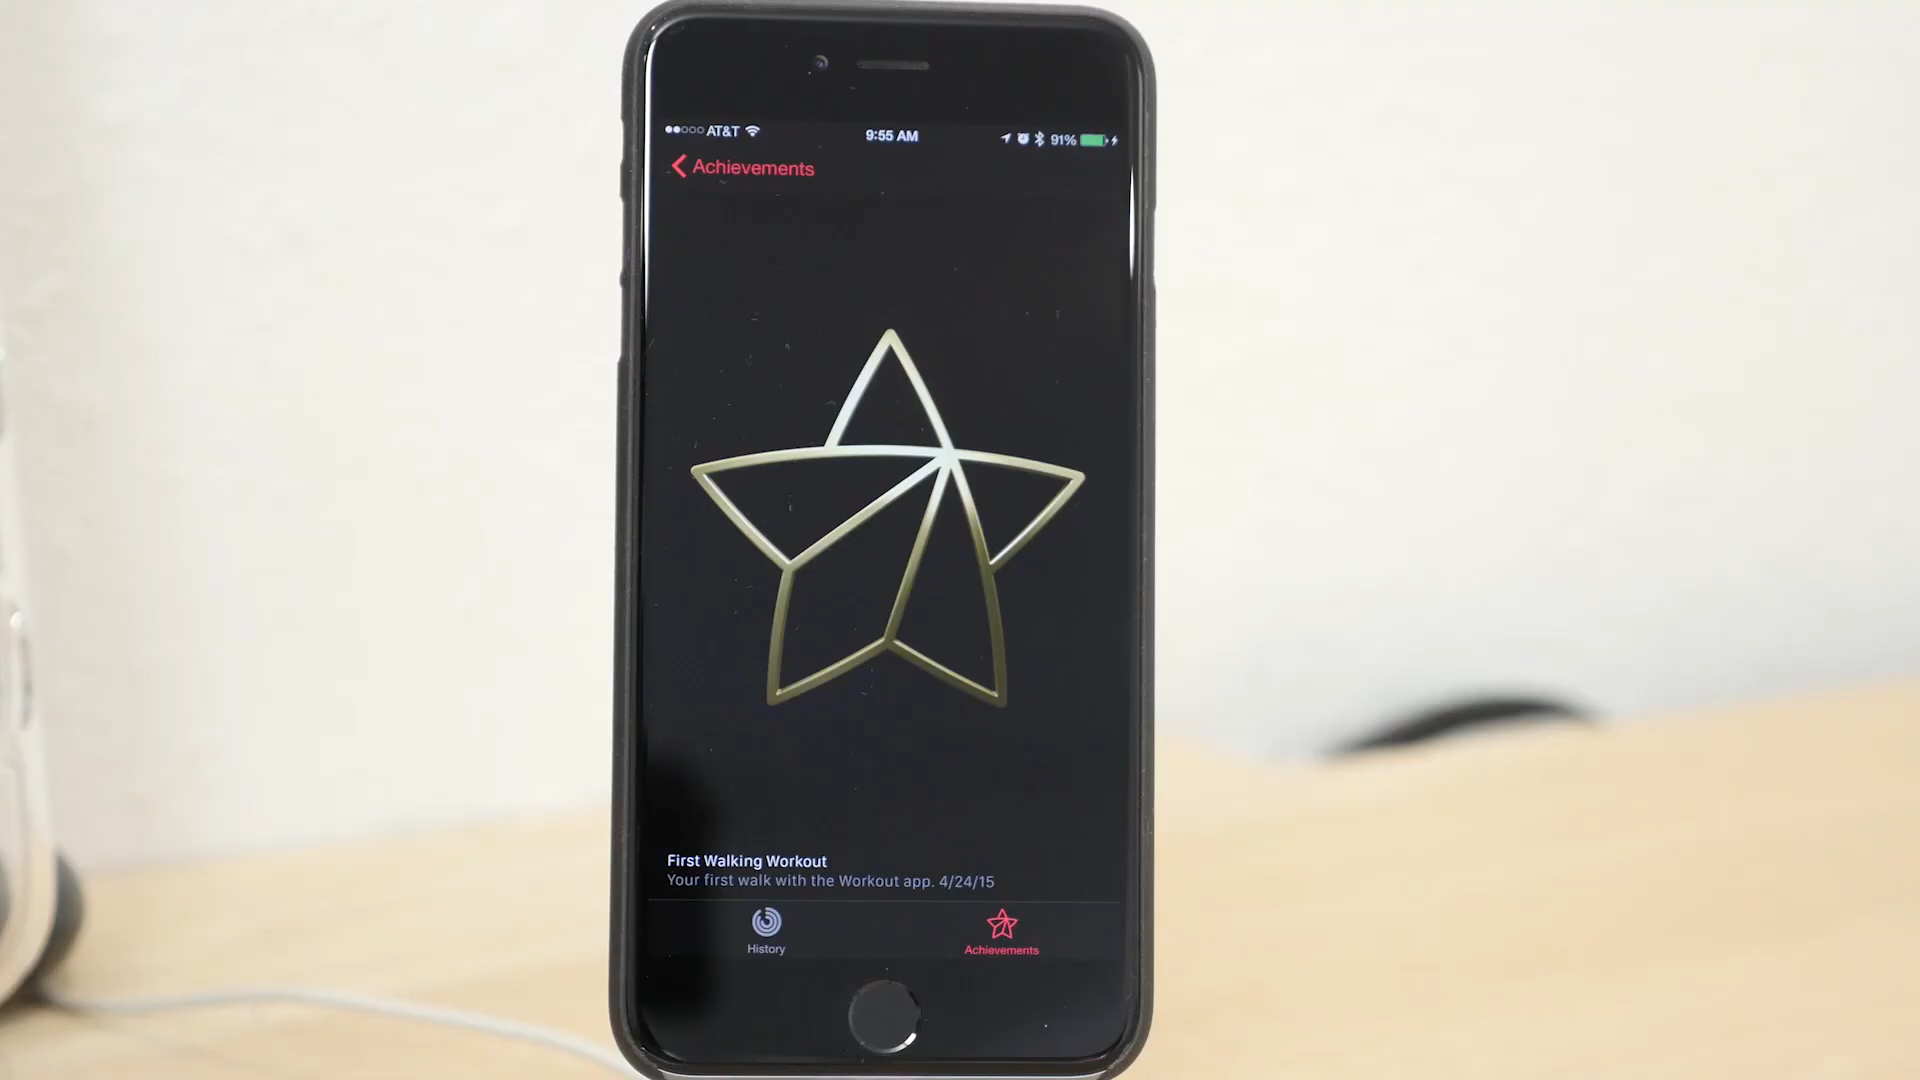 AT&T 9:55 AM 91%
Achievements
First Walking Workout
Your first walk with the Workout app. 4/24/15
History Achievements